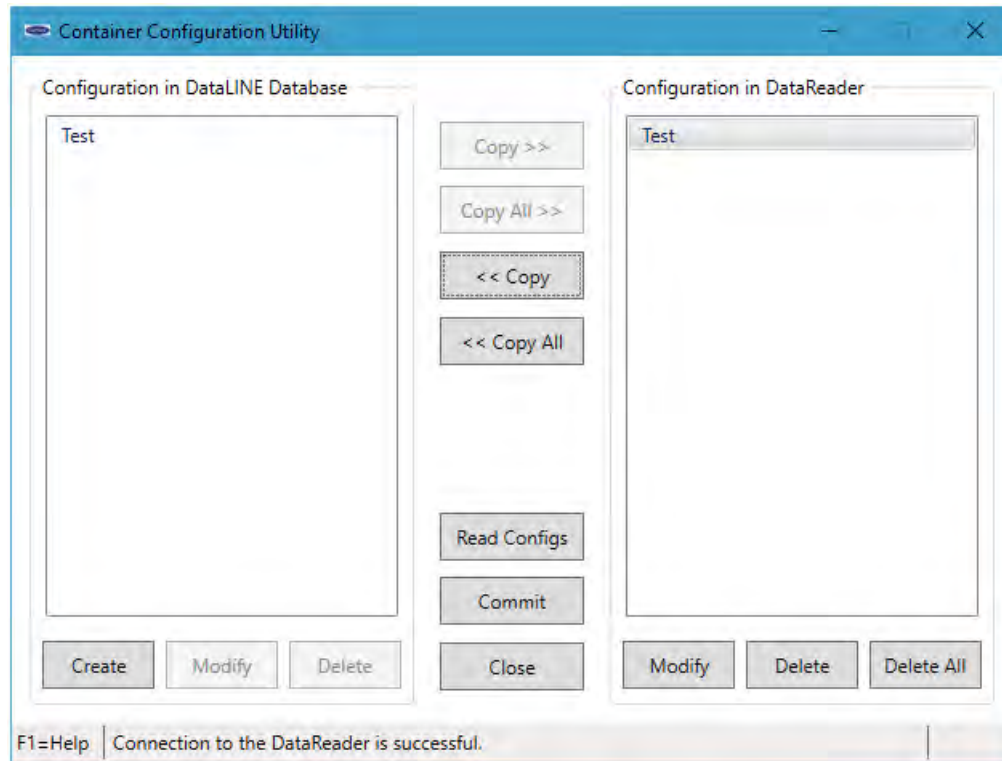 Container Configuration Utility
Configuration in DataLINE Database
Test
Create
Modify
Delete
Copy >>
Copy All >>
<< Copy
<< Copy All
Read Configs
Commit
Close
Configuration in DataReader
Test
Modify
Delete
Delete All
F1=Help
Connection to the DataReader is successful.